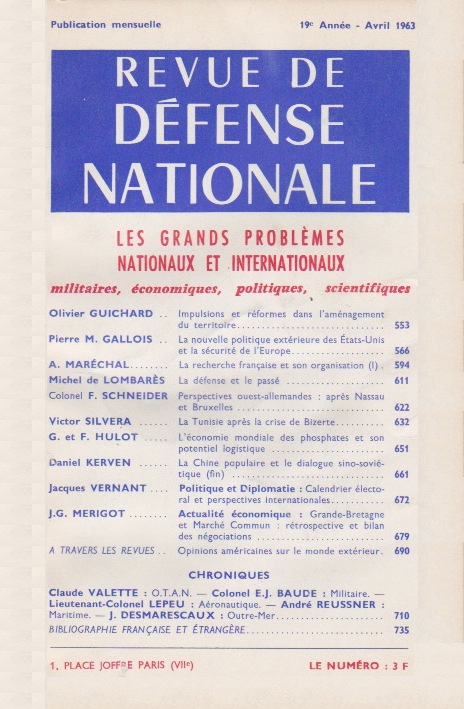 Publication mensuelle 19e Année - Avril 1963
REVUE DE
DÉFENSE
NATIONALE
LES GRANDS PROBLÈMES
NATIONAUX ET INTERNATIONAUX
militaires, économiques, politiques, scientifiques
Olivier GUICHARD .. Impulsions et réformes dans l'aménagement
du territoire........................ 553
Pierre M. GALLOIS .. La nouvelle politique extérieure des États-Unis
et la sécurité de l'Europe................ 566
A. MARÉCHAL........ La recherche française et son organisation (I) . 594
Michel de LOMBARÈS La défense et le passé .................. 611
Colonel F. SCHNEIDER Perspectives ouest-allemandes : après Nassau
et Bruxelles ........................ 622
Victor SILVERA ...... La Tunisie après la crise de Bizerte.......... 632
G. et F. HULOT ...... L'économie mondiale des phosphates et son
potentiel logistique .................... 651
Daniel KERVEN ...... La Chine populaire et le dialogue sino-sovié-
tique (fin) ........................ 661
Jacques VERNANT .... Politique et Diplomatie : Calendrier électo-
ral et perspectives internationales.......... 672
J.G. MERIGOT ........ Actualité économique : Grande-Bretagne
et Marché Commun : rétrospective et bilan
des négociations .................... 679
A TRAVERS LES REVUES .. Opinions américaines sur le monde extérieur. 690
CHRONIQUES
Claude VALETTE : O.T.A.N. — Colonel E.J. BAUDE : Militaire. —
Lieutenant-Colonel LEPEU : Aéronautique. — André REUSSNER :
Maritime. — J. DESMARESCAUX : Outre-Mer.................... 710
BIBLIOGRAPHIE FRANÇAISE ET ÉTRANGÈRE.................... 735
1, PLACE JOFFRE PARIS (VIIe) LE NUMÉRO : 3 F